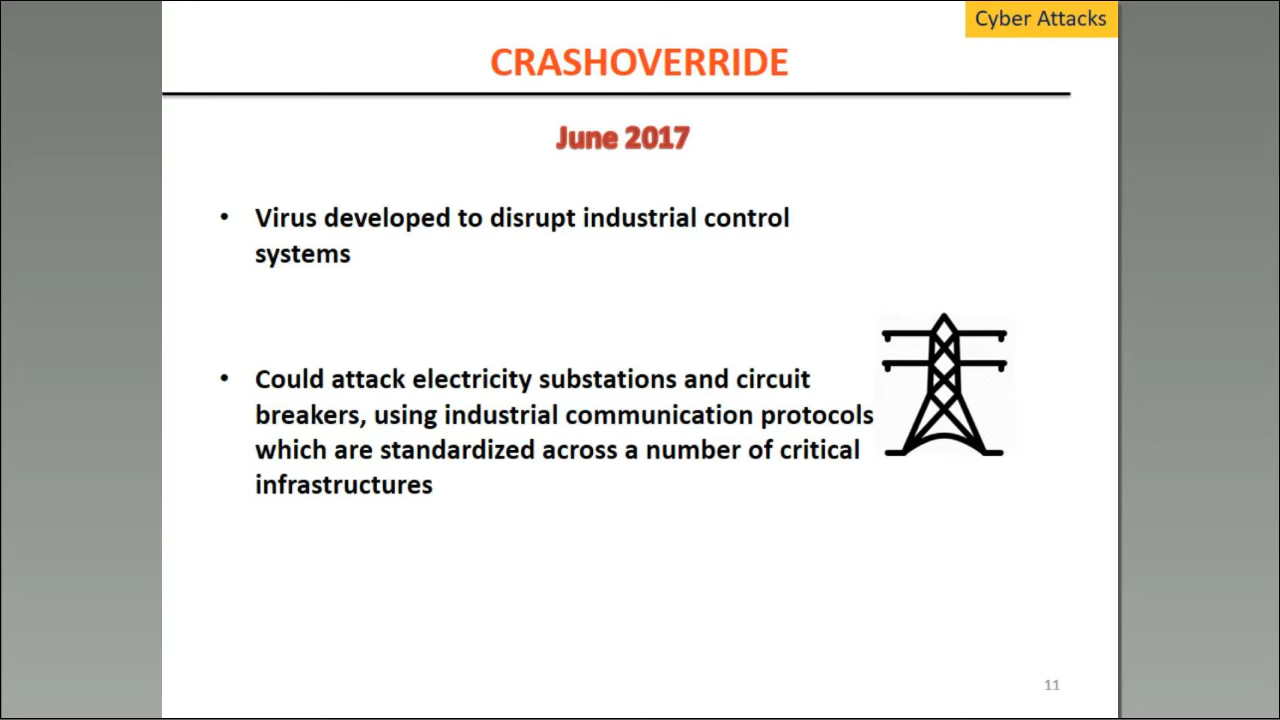 Cyber Attacks
CRASHOVERRIDE
June 2017
• Virus developed to disrupt industrial control
systems
• Could attack electricity substations and circuit
breakers, using industrial communication protocols
which are standardized across a number of critical
infrastructures
11